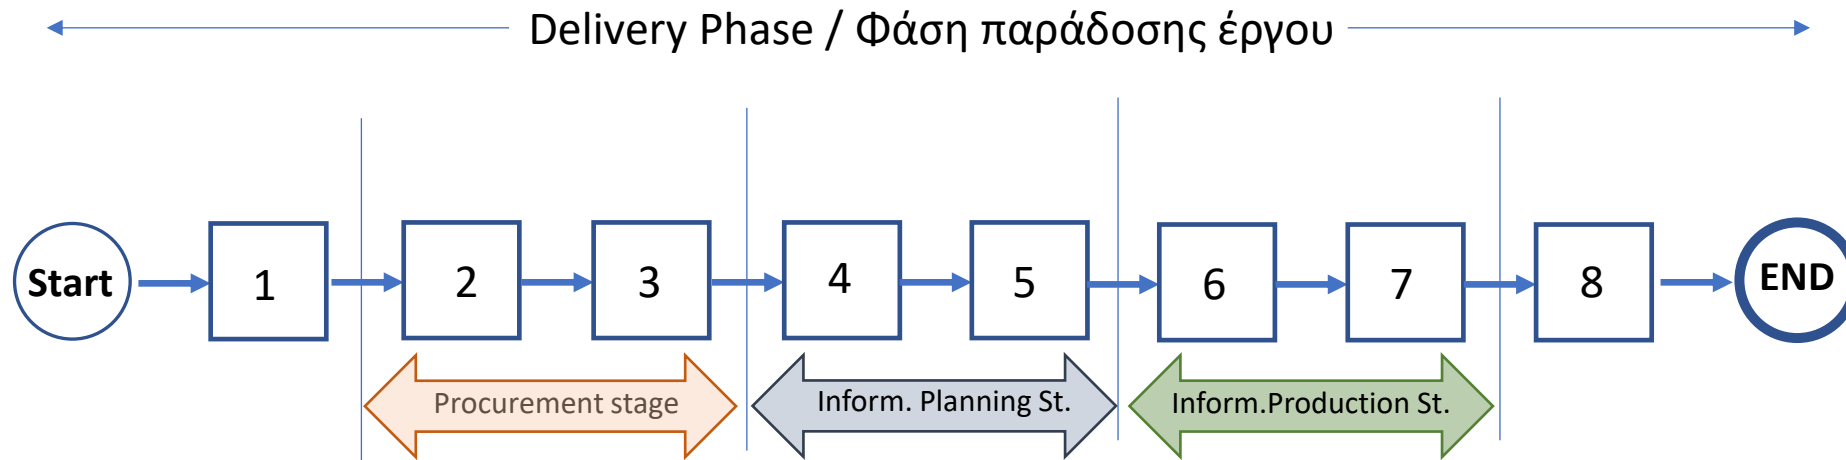 Delivery Phase / Φάση παράδοσης έργου
Start 1 2 3 4 5 6 7 8 END
Procurement stage
Inform. Planning St.
Inform.Production St.